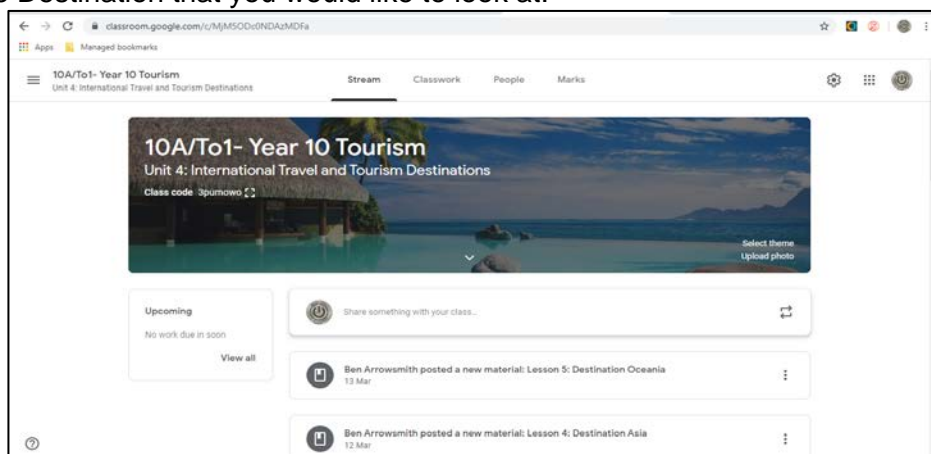 Destination that you would like to look at.
classroom.google.com/c/MjM5ODc0NDAzMDFa
Apps Managed bookmarks
10A/To1- Year 10 Tourism
Unit 4: International Travel and Tourism Destinations
Stream Classwork People Marks
10A/To1- Year 10 Tourism
Unit 4: International Travel and Tourism Destinations
Class code 3pumowo
Select theme
Upload photo
Upcoming
No work due in soon
View all
Share something with your class...
Ben Arrowsmith posted a new material: Lesson 5: Destination Oceania
13 Mar
Ben Arrowsmith posted a new material: Lesson 4: Destination Asia
12 Mar